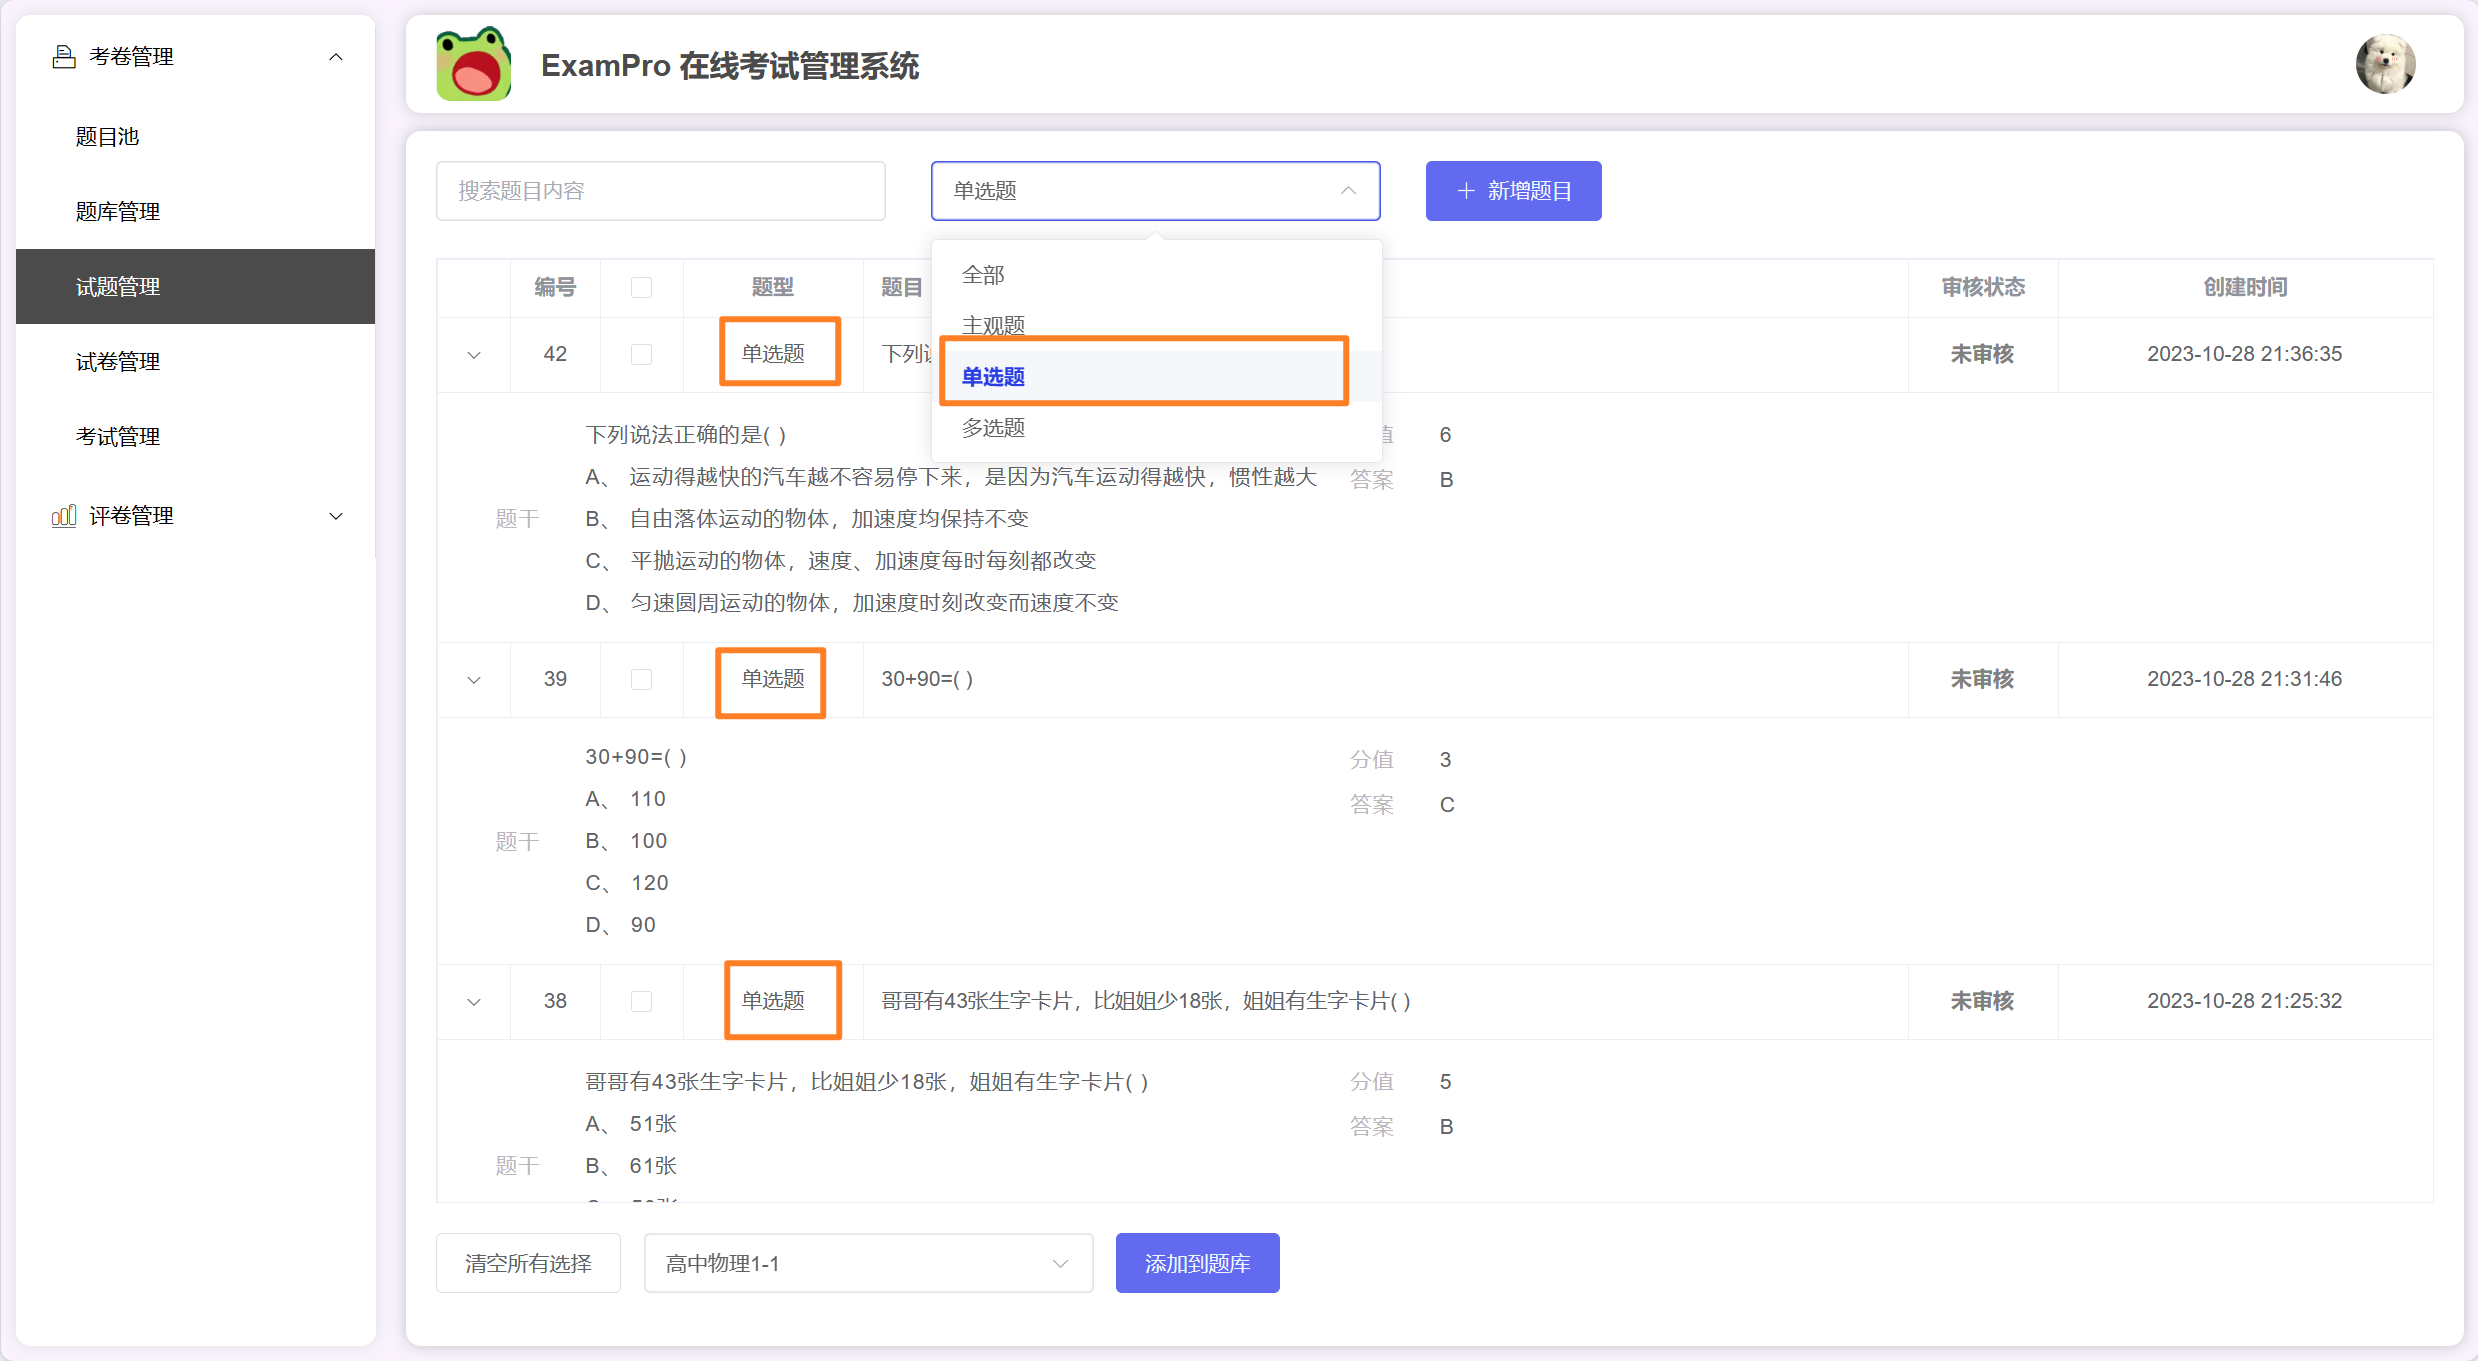 考卷管理
题目池
题库管理
试题管理
试卷管理
考试管理
评卷管理
ExamPro 在线考试管理系统
搜索题目内容
单选题
新增题目
全部
主观题
单选题
多选题
编号 题型 题目 审核状态 创建时间
42 单选题 下列 未审核 2023-10-28 21:36:35
下列说法正确的是( )
A、 运动得越快的汽车越不容易停下来，是因为汽车运动得越快，惯性越大
题干
B、 自由落体运动的物体，加速度均保持不变
C、 平抛运动的物体，速度、加速度每时每刻都改变
D、 匀速圆周运动的物体，加速度时刻改变而速度不变
值 6
答案 B
39 单选题 30+90=( ) 未审核 2023-10-28 21:31:46
30+90=( )
A、 110
题干
B、 100
C、 120
D、 90
分值 3
答案 C
38 单选题 哥哥有43张生字卡片，比姐姐少18张，姐姐有生字卡片( ) 未审核 2023-10-28 21:25:32
哥哥有43张生字卡片，比姐姐少18张，姐姐有生字卡片( )
A、 51张
题干
B、 61张
分值 5
答案 B
清空所有选择
高中物理1-1
添加到题库